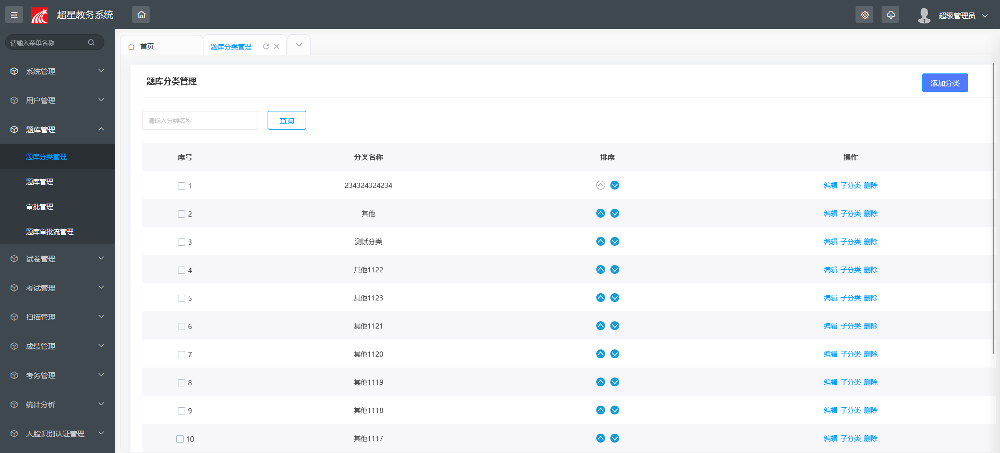 超星教务系统
超级管理员
请输入菜单名称
系统管理
用户管理
题库管理
题库分类管理
题库管理
审批管理
题库审批流管理
试卷管理
考试管理
扫描管理
成绩管理
考务管理
统计分析
人脸识别认证管理
首页
题库分类管理
题库分类管理
添加分类
请输入分类名称
查询
序号 分类名称 排序 操作
1 234324324234 编辑 子分类 删除
2 其他 编辑 子分类 删除
3 测试分类 编辑 子分类 删除
4 其他1122 编辑 子分类 删除
5 其他1123 编辑 子分类 删除
6 其他1121 编辑 子分类 删除
7 其他1120 编辑 子分类 删除
8 其他1119 编辑 子分类 删除
9 其他1118 编辑 子分类 删除
10 其他1117 编辑 子分类 删除